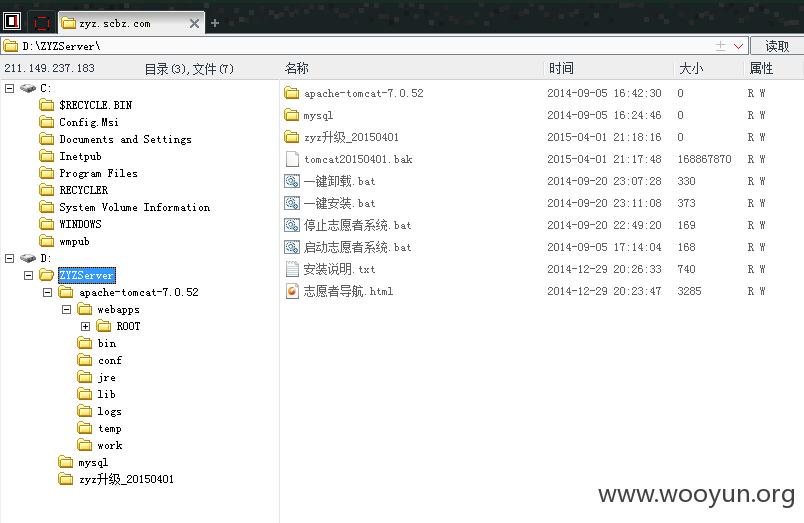 zyz.scbz.com
D:\ZYZServer\
读取
211.149.237.183 目录(3),文件(7)
名称 时间 大小 属性
C:
$RECYCLE.BIN
Config.Msi
Documents and Settings
Inetpub
Program Files
RECYCLER
System Volume Information
WINDOWS
wmpub
D:
ZYZServer
apache-tomcat-7.0.52
webapps
ROOT
bin
conf
jre
lib
logs
temp
work
mysql
zyz升级_20150401
apache-tomcat-7.0.52 2014-09-05 16:42:30 0 R W
mysql 2014-09-05 16:24:46 0 R W
zyz升级_20150401 2015-04-01 21:18:16 0 R W
tomcat20150401.bak 2015-04-01 21:17:48 168867870 R W
一键卸载.bat 2014-09-20 23:07:28 330 R W
一键安装.bat 2014-09-20 23:11:08 373 R W
停止志愿者系统.bat 2014-09-20 22:49:20 169 R W
启动志愿者系统.bat 2014-09-05 17:14:04 168 R W
安装说明.txt 2014-12-29 20:26:33 740 R W
志愿者导航.html 2014-12-29 20:23:47 3285 R W
www.wooyun.org